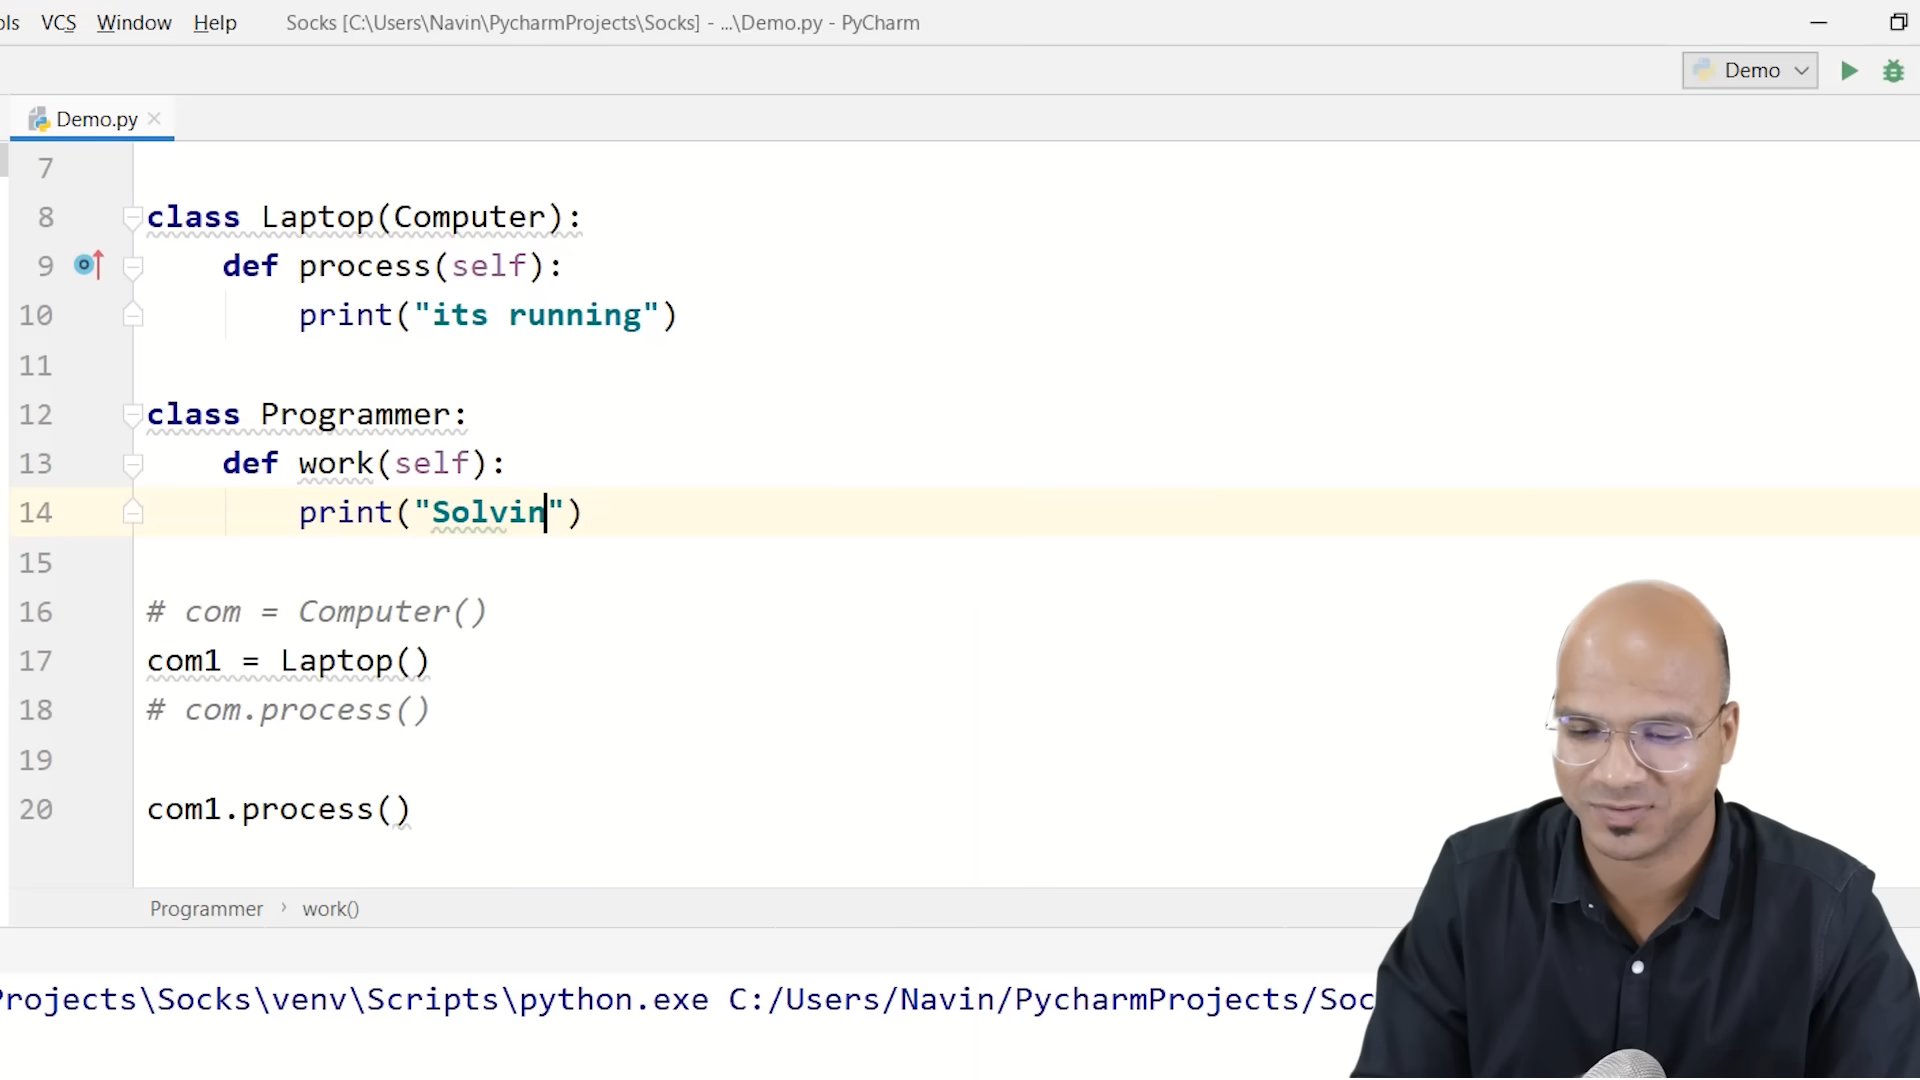 ols VCS Window Help Socks [C:\Users\Navin\PycharmProjects\Socks] - ...\Demo.py - PyCharm
Demo
Demo.py
7
8 class Laptop(Computer):
9 def process(self):
10 print("its running")
11
12 class Programmer:
13 def work(self):
14 print("Solvin")
15
16 # com = Computer()
17 com1 = Laptop()
18 # com.process()
19
20 com1.process()
Programmer › work()
Projects\Socks\venv\Scripts\python.exe C:/Users/Navin/PycharmProjects/Soc